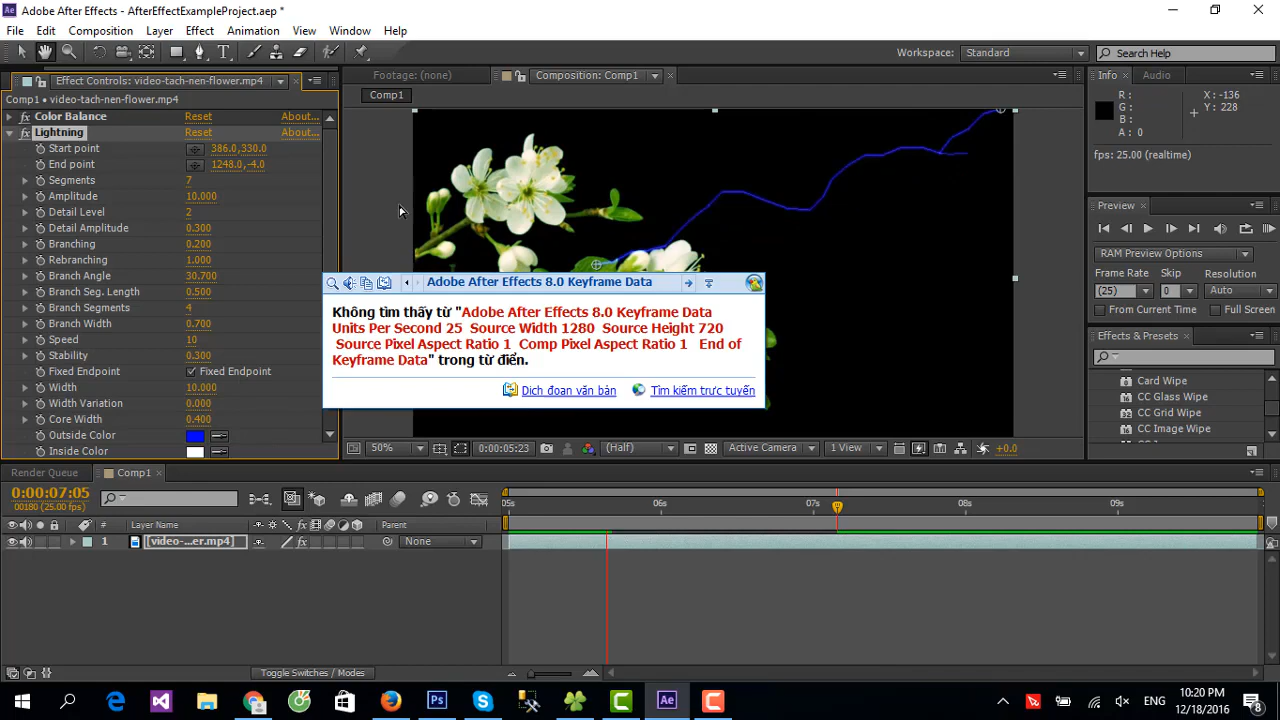 Adobe After Effects - AfterEffectExampleProject.aep *
File Edit Composition Layer Effect Animation View Window Help
Workspace: Standard Search Help
Effect Controls: video-tach-nen-flower.mp4 Footage: (none) Composition: Comp1 Info Audio
Comp1 • video-tach-nen-flower.mp4 Comp1
Color Balance Reset About...
Lightning Reset About...
Start point 386.0,330.0
End point 1248.0,-4.0
Segments 7
Amplitude 10.000
Detail Level 2
Detail Amplitude 0.300
Branching 0.200
Rebranching 1.000
Branch Angle 30.700
Branch Seg. Length 0.500
Branch Segments 4
Branch Width 0.700
Speed 10
Stability 0.300
Fixed Endpoint Fixed Endpoint
Width 10.000
Width Variation 0.000
Core Width 0.400
Outside Color
Inside Color
Adobe After Effects 8.0 Keyframe Data
Không tìm thấy từ "Adobe After Effects 8.0 Keyframe Data
Units Per Second 25 Source Width 1280 Source Height 720
Source Pixel Aspect Ratio 1 Comp Pixel Aspect Ratio 1 End of
Keyframe Data" trong từ điển.
Dịch đoạn văn bản Tìm kiếm trực tuyến
50% 0:00:05:23 (Half) Active Camera 1 View +0.0
R : X : -136
G : Y : 228
B :
A : 0
fps: 25.00 (realtime)
Preview
RAM Preview Options
Frame Rate Skip Resolution
(25) 0 Auto
From Current Time Full Screen
Effects & Presets
Card Wipe
CC Glass Wipe
CC Grid Wipe
CC Image Wipe
Render Queue Comp1
0:00:07:05
00180 (25.00 fps)
05s 06s 07s 08s 09s
# Layer Name Parent
1 [video-...er.mp4] None
Toggle Switches / Modes
Ps Ae
ENG 10:20 PM
12/18/2016 8